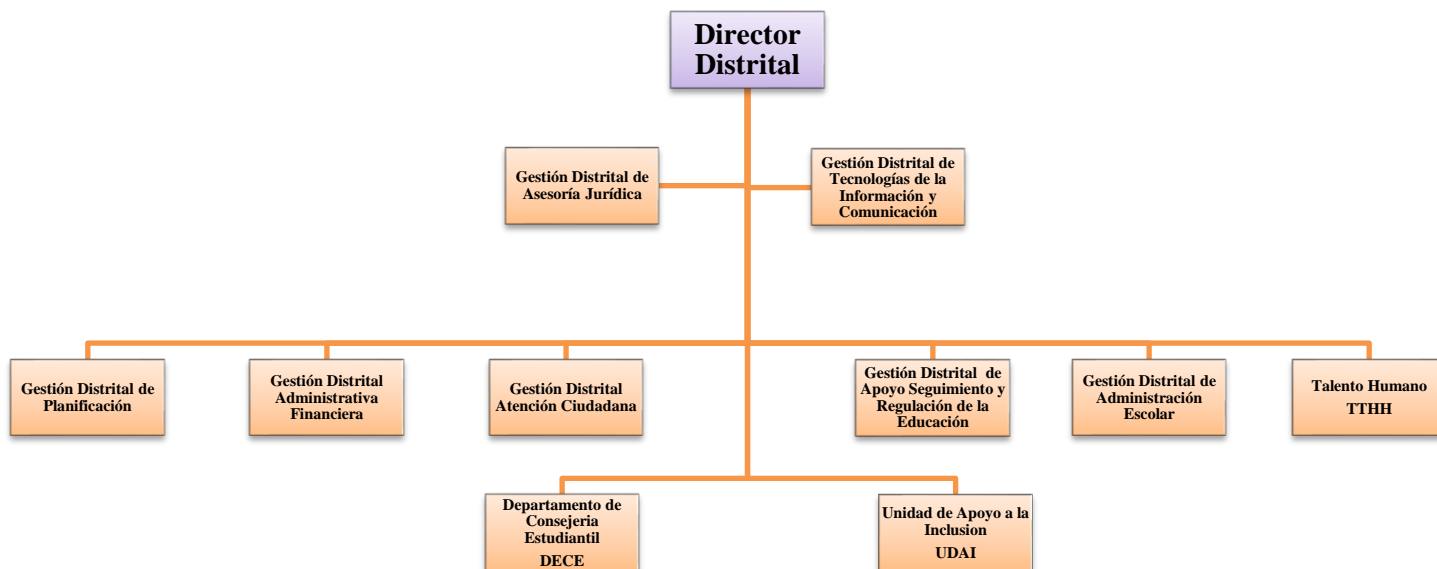 Director
Distrital
Gestión Distrital de
Asesoría Jurídica
Gestión Distrital de
Tecnologías de la
Información y
Comunicación
Gestión Distrital de
Planificación
Gestión Distrital
Administrativa
Financiera
Gestión Distrital
Atención Ciudadana
Gestión Distrital de
Apoyo Seguimiento y
Regulación de la
Educación
Gestión Distrital de
Administración
Escolar
Talento Humano
TTHH
Departamento de
Consejeria
Estudiantil
DECE
Unidad de Apoyo a la
Inclusion
UDAI